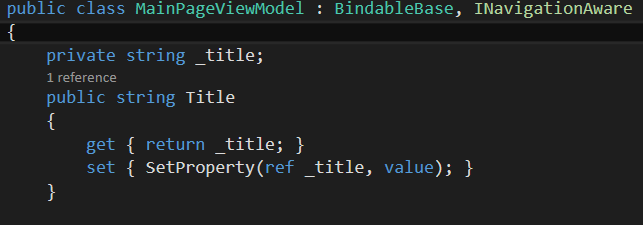 public class MainPageViewModel : BindableBase, INavigationAware
{
private string _title;
1 reference
public string Title
{
get { return _title; }
set { SetProperty(ref _title, value); }
}